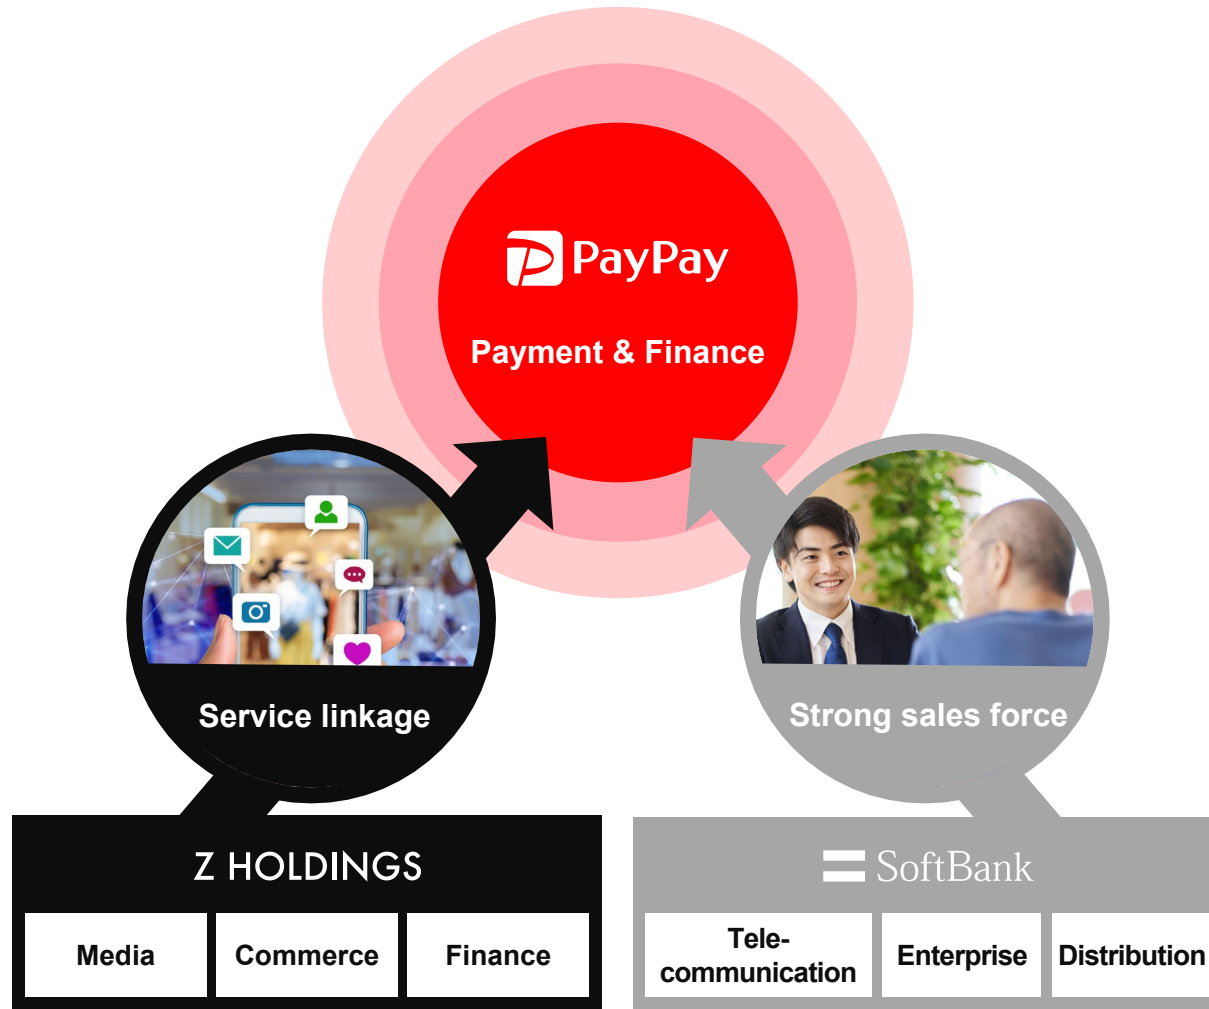 PayPay
Payment & Finance
Service linkage
Strong sales force
Z HOLDINGS
Media
Commerce
Finance
SoftBank
Tele-
communication
Enterprise
Distribution